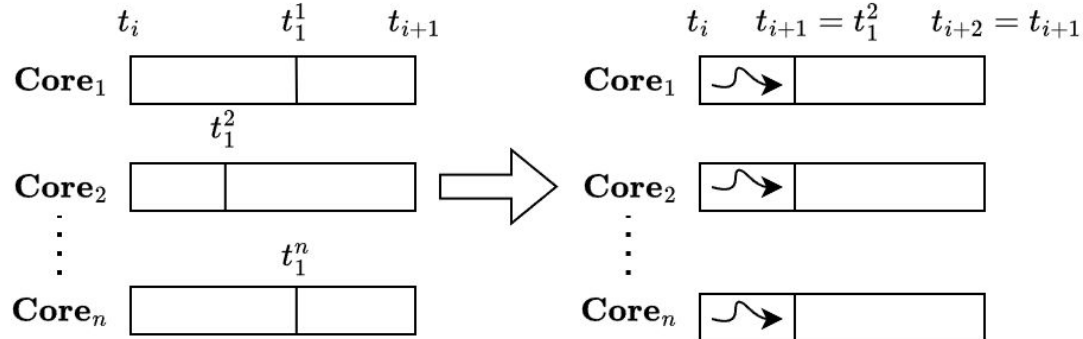 t_i t_1^1 t_{i+1} t_i t_{i+1} = t_1^2 t_{i+2} = t_{i+1}
Core_1 Core_1
t_1^2
Core_2 Core_2
t_1^n
Core_n Core_n